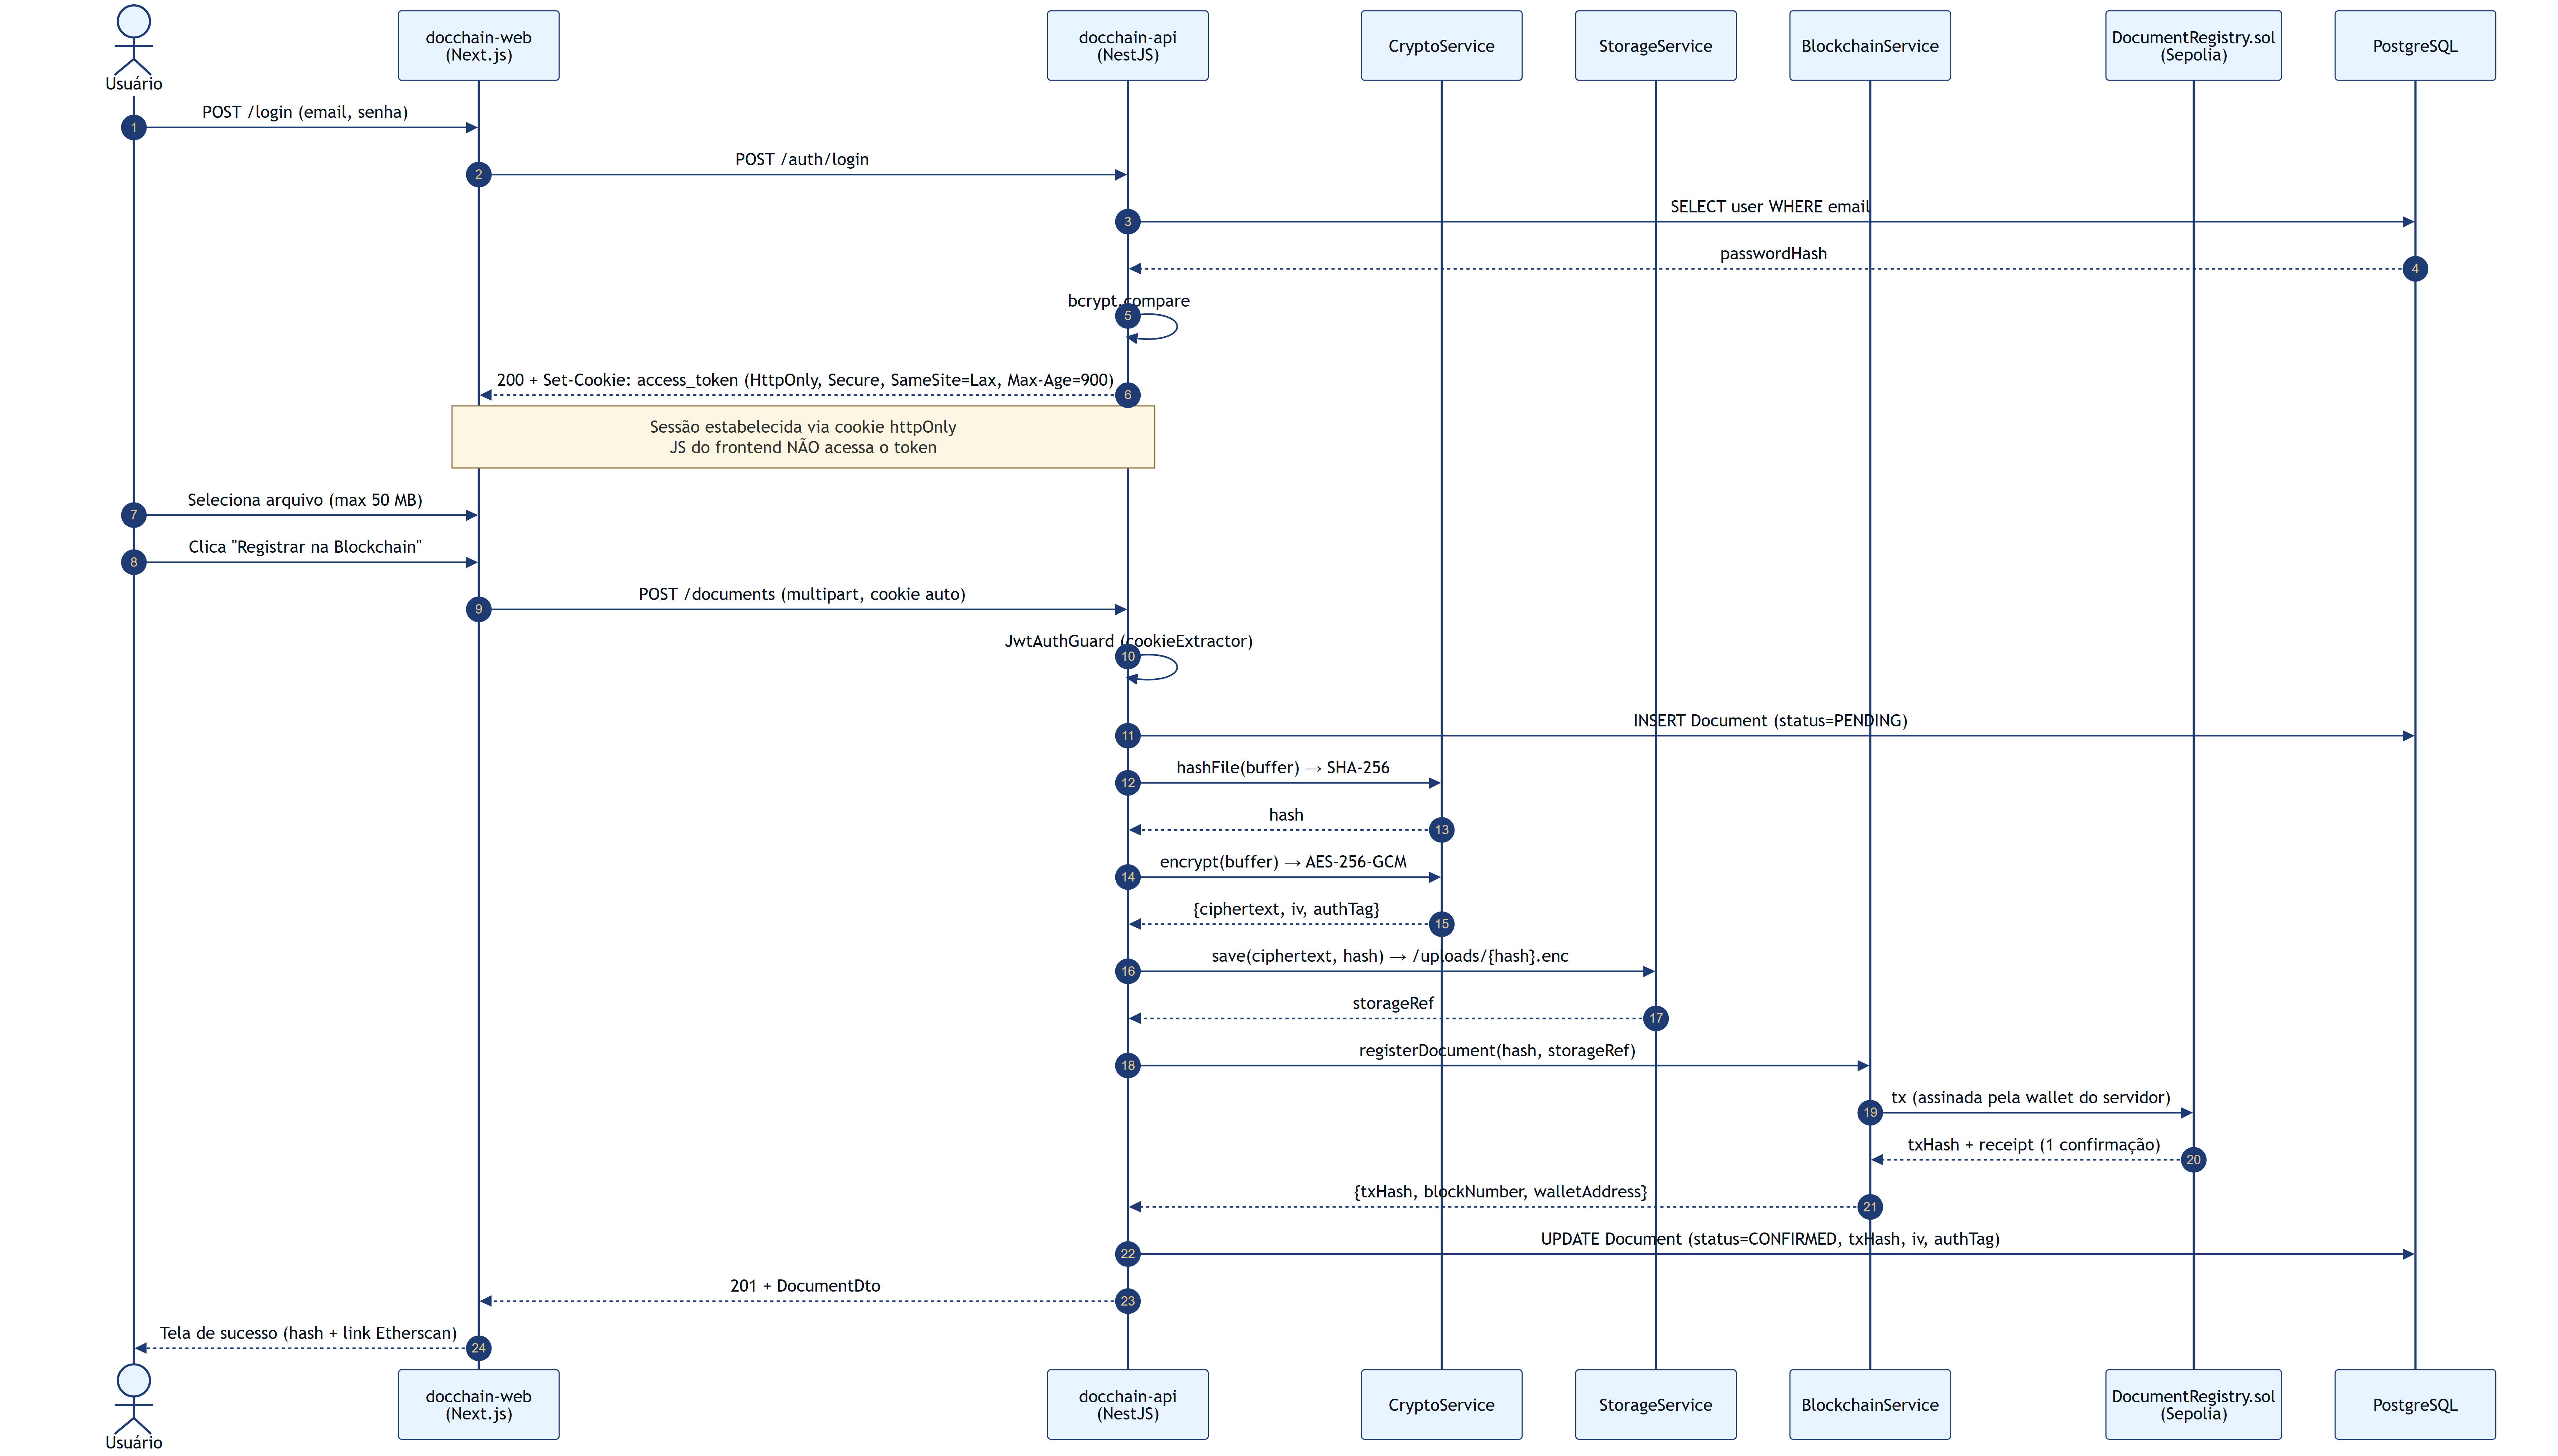 docchain-web
(Next.js)
docchain-api
(NestJS)
CryptoService
StorageService
BlockchainService
DocumentRegistry.sol
(Sepolia)
PostgreSQL
Usuário
1
POST /login (email, senha)
2
POST /auth/login
3
SELECT user WHERE email
4
passwordHash
5
bcrypt.compare
6
200 + Set-Cookie: access_token (HttpOnly, Secure, SameSite=Lax, Max-Age=900)
Sessão estabelecida via cookie httpOnly
JS do frontend NÃO acessa o token
7
Seleciona arquivo (max 50 MB)
8
Clica "Registrar na Blockchain"
9
POST /documents (multipart, cookie auto)
10
JwtAuthGuard (cookieExtractor)
11
INSERT Document (status=PENDING)
12
hashFile(buffer) → SHA-256
13
hash
14
encrypt(buffer) → AES-256-GCM
15
{ciphertext, iv, authTag}
16
save(ciphertext, hash) → /uploads/{hash}.enc
17
storageRef
18
registerDocument(hash, storageRef)
19
tx (assinada pela wallet do servidor)
20
txHash + receipt (1 confirmação)
21
{txHash, blockNumber, walletAddress}
22
UPDATE Document (status=CONFIRMED, txHash, iv, authTag)
23
201 + DocumentDto
24
Tela de sucesso (hash + link Etherscan)
Usuário
docchain-web
(Next.js)
docchain-api
(NestJS)
CryptoService
StorageService
BlockchainService
DocumentRegistry.sol
(Sepolia)
PostgreSQL